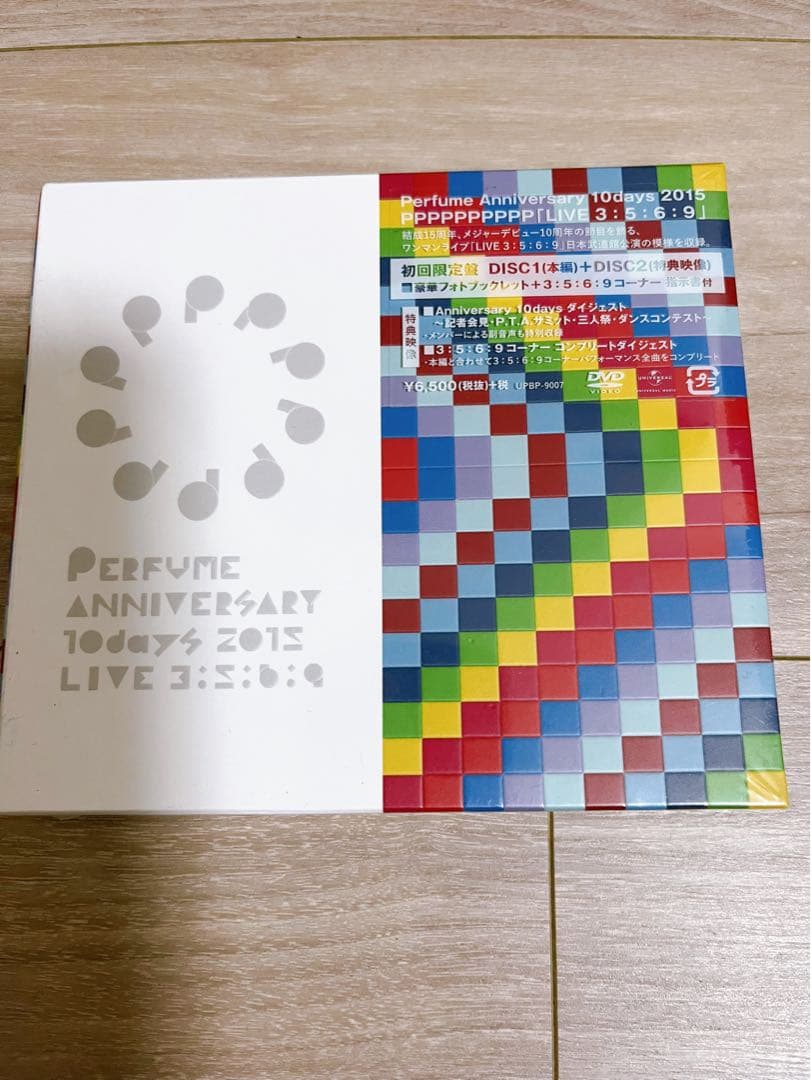 P P P P P P P P P P
PERFUME
ANNIVERSARY
10days 2015
LIVE 3:5:6:9
Perfume Anniversary 10days 2015
PPPPPPPPPP「LIVE 3:5:6:9」
結成15周年、メジャーデビュー10周年の節目を飾る、
ワンマンライブ「LIVE 3:5:6:9」日本武道館公演の模様を収録。
初回限定盤 DISC1(本編)+DISC2(特典映像)
■豪華フォトブックレット+3:5:6:9コーナー 指示書付
特典映像
■Anniversary 10days ダイジェスト
~記者会見・P.T.A.サミット・三人祭・ダンスコンテスト~
・メンバーによる副音声も特別収録
■3:5:6:9コーナー コンプリートダイジェスト
・本編と合わせて3:5:6:9コーナーパフォーマンス全曲をコンプリート
¥6,500(税抜)+税 UPBP-9007
DVD
VIDEO
UNIVERSAL
UNIVERSAL MUSIC
プラ